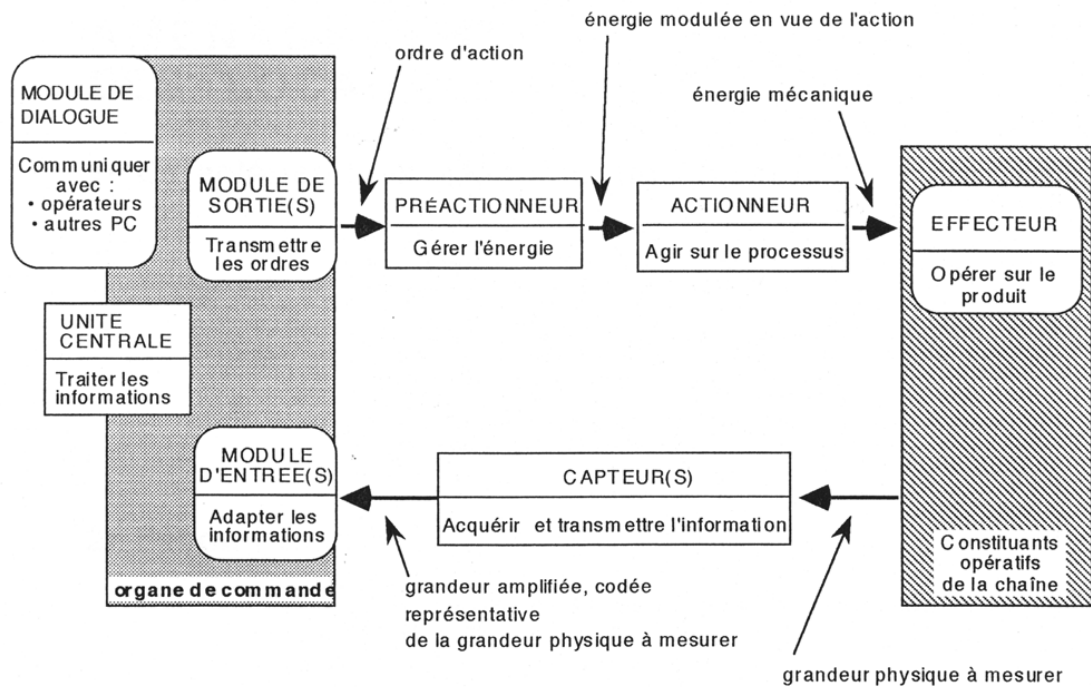 énergie modulée en vue de l'action
ordre d'action
énergie mécanique
MODULE DE
DIALOGUE
Communiquer
avec :
• opérateurs
• autres PC
MODULE DE
SORTIE(S)
Transmettre
les ordres
PRÉACTIONNEUR
Gérer l'énergie
ACTIONNEUR
Agir sur le processus
EFFECTEUR
Opérer sur le
produit
UNITE
CENTRALE
Traiter les
informations
MODULE
D'ENTREE(S)
Adapter les
informations
CAPTEUR(S)
Acquérir et transmettre l'information
organe de commande
Constituants
opératifs
de la chaîne
grandeur amplifiée, codée
représentative
de la grandeur physique à mesurer
grandeur physique à mesurer